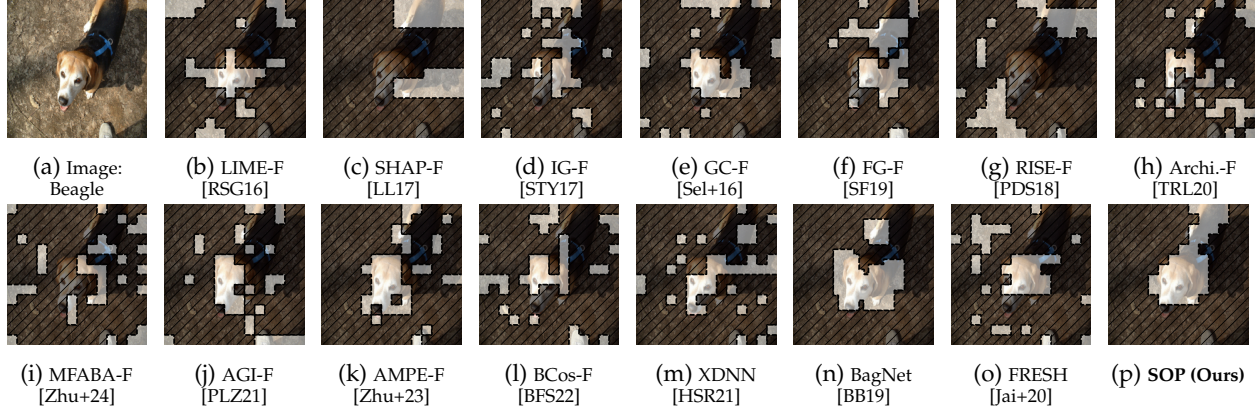 (a) Image:
Beagle
(b) LIME-F
[RSG16]
(c) SHAP-F
[LL17]
(d) IG-F
[STY17]
(e) GC-F
[Sel+16]
(f) FG-F
[SF19]
(g) RISE-F
[PDS18]
(h) Archi.-F
[TRL20]
(i) MFABA-F
[Zhu+24]
(j) AGI-F
[PLZ21]
(k) AMPE-F
[Zhu+23]
(l) BCos-F
[BFS22]
(m) XDNN
[HSR21]
(n) BagNet
[BB19]
(o) FRESH
[Jai+20]
(p) SOP (Ours)